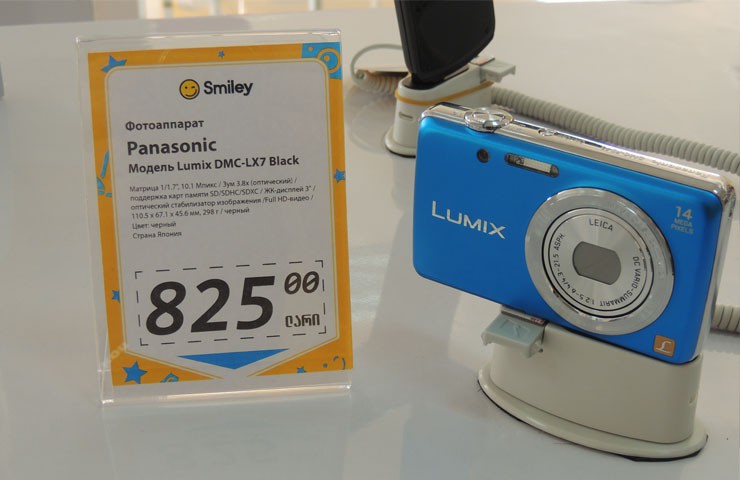 Smiley
Фотоаппарат
Panasonic
Модель Lumix DMC-LX7 Black
Матрица 1/1.7", 10.1 Мпикс / Зум 3.8x (оптический) /
поддержка карт памяти SD/SDHC/SDXC / ЖК-дисплей 3" /
оптический стабилизатор изображения /Full HD-видео /
110.5 x 67.1 x 45.6 мм, 298 г / черный
Цвет: черный
Страна Япония
825 00
ლარი
LUMIX
LEICA
DC VARIO-SUMMARIT
ASPH.
14
MEGA
PIXELS
L